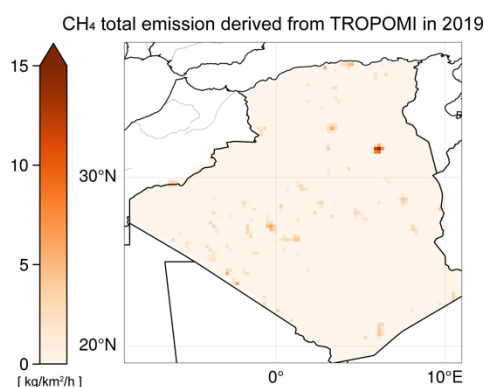 CH₄ total emission derived from TROPOMI in 2019
15
10
5
0
[ kg/km²/h ]
30°N
20°N
0°
10°E